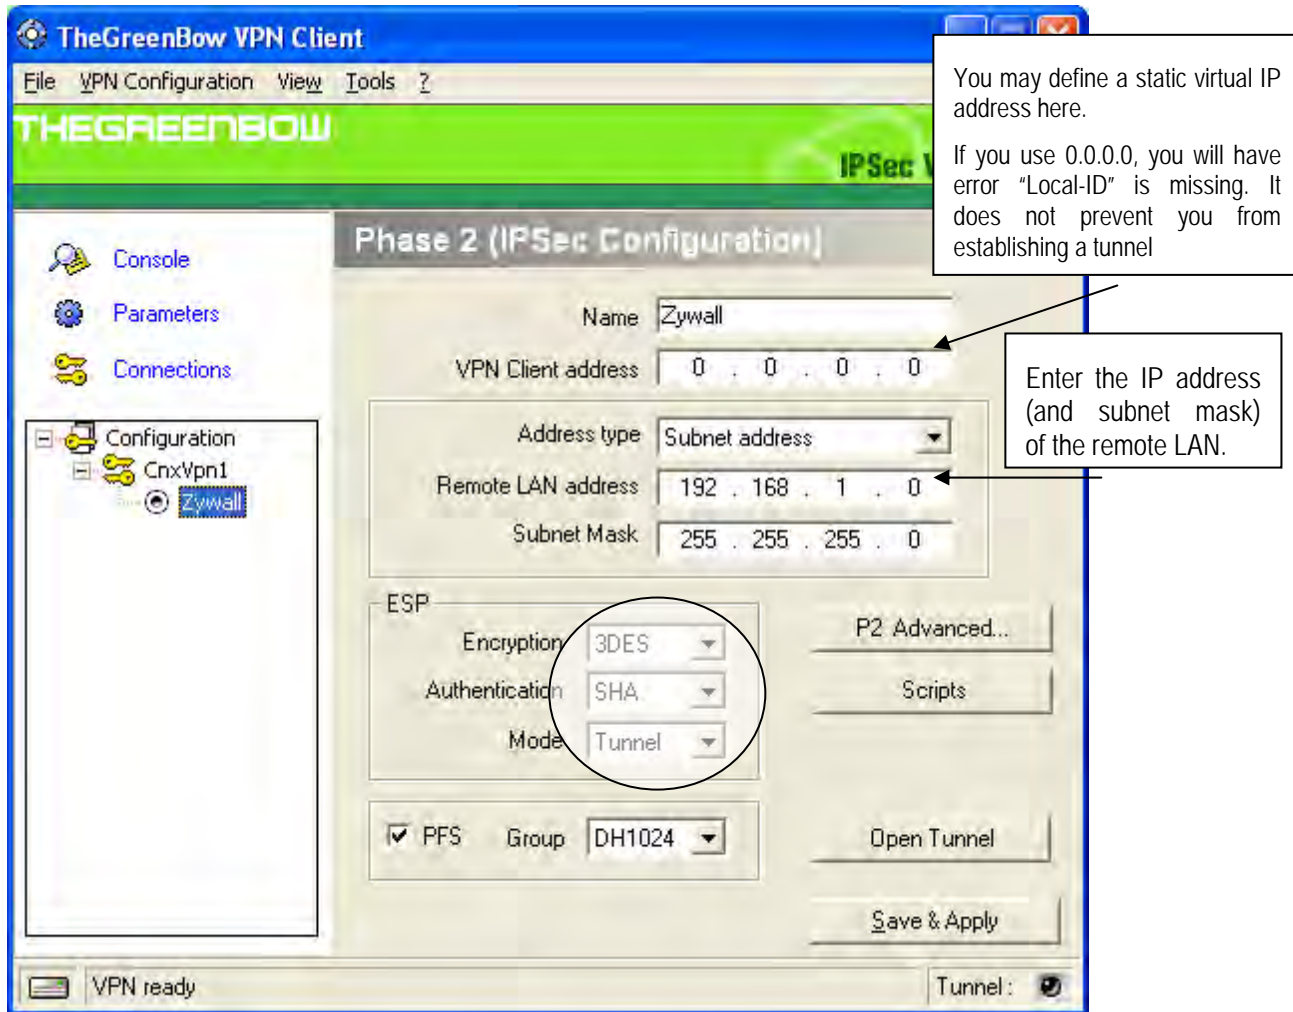 TheGreenBow VPN Client
File VPN Configuration View Tools ?
THEGREENBOW
IPSec V
You may define a static virtual IP
address here.
If you use 0.0.0.0, you will have
error “Local-ID” is missing. It
does not prevent you from
establishing a tunnel
Console
Parameters
Connections
Configuration
CnxVpn1
Zywall
Phase 2 (IPSec Configuration)
Name Zywall
VPN Client address 0 . 0 . 0 . 0
Enter the IP address
(and subnet mask)
of the remote LAN.
Address type Subnet address
Remote LAN address 192 . 168 . 1 . 0
Subnet Mask 255 . 255 . 255 . 0
ESP
Encryption 3DES
Authentication SHA
Mode Tunnel
P2 Advanced...
Scripts
PFS Group DH1024
Open Tunnel
Save & Apply
VPN ready
Tunnel :